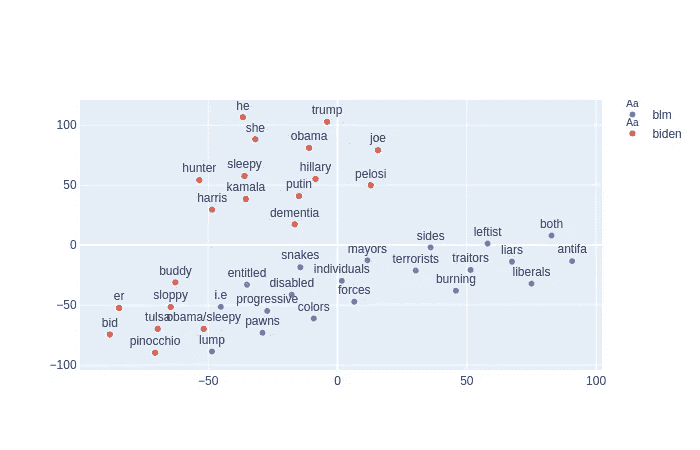 he
trump
she
obama
joe
hunter
sleepy
hillary
kamala
putin
pelosi
harris
dementia
both
leftist
sides
mayors
liars
antifa
snakes
terrorists
traitors
buddy
entitled
individuals
burning
liberals
disabled
er
sloppy
i.e
progressive
forces
bid
tulsa
obama/sleepy
pawns
colors
pinocchio
lump
100
50
0
−50
−100
−50
0
50
100
Aa
blm
Aa
biden